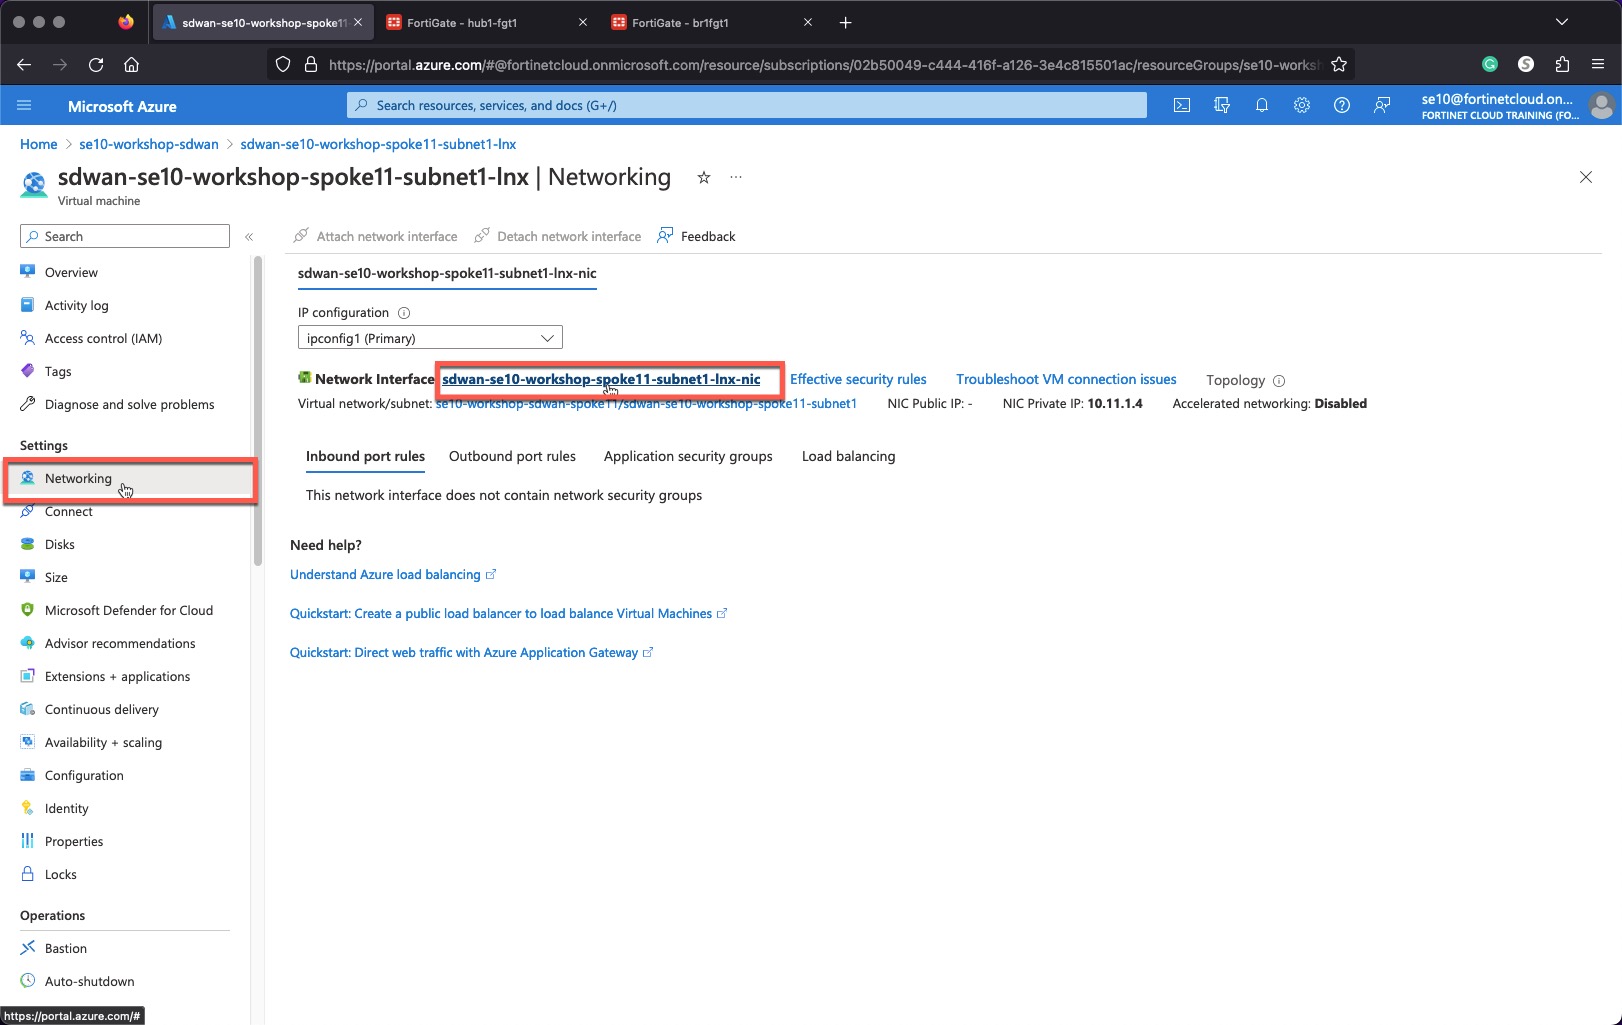 sdwan-se10-workshop-spoke11
FortiGate - hub1-fgt1
FortiGate - br1fgt1
https://portal.azure.com/#@fortinetcloud.onmicrosoft.com/resource/subscriptions/02b50049-c444-416f-a126-3e4c815501ac/resourceGroups/se10-worksh
Microsoft Azure
Search resources, services, and docs (G+/)
se10@fortinetcloud.on...
FORTINET CLOUD TRAINING (FO...
Home > se10-workshop-sdwan > sdwan-se10-workshop-spoke11-subnet1-lnx
sdwan-se10-workshop-spoke11-subnet1-lnx | Networking
Virtual machine
Search
Attach network interface
Detach network interface
Feedback
Overview
Activity log
Access control (IAM)
Tags
Diagnose and solve problems
Settings
Networking
Connect
Disks
Size
Microsoft Defender for Cloud
Advisor recommendations
Extensions + applications
Continuous delivery
Availability + scaling
Configuration
Identity
Properties
Locks
Operations
Bastion
Auto-shutdown
sdwan-se10-workshop-spoke11-subnet1-lnx-nic
IP configuration
ipconfig1 (Primary)
Network Interface sdwan-se10-workshop-spoke11-subnet1-lnx-nic Effective security rules Troubleshoot VM connection issues Topology
Virtual network/subnet: se10-workshop-sdwan-spoke11/sdwan-se10-workshop-spoke11-subnet1 NIC Public IP: - NIC Private IP: 10.11.1.4 Accelerated networking: Disabled
Inbound port rules Outbound port rules Application security groups Load balancing
This network interface does not contain network security groups
Need help?
Understand Azure load balancing
Quickstart: Create a public load balancer to load balance Virtual Machines
Quickstart: Direct web traffic with Azure Application Gateway
https://portal.azure.com/#